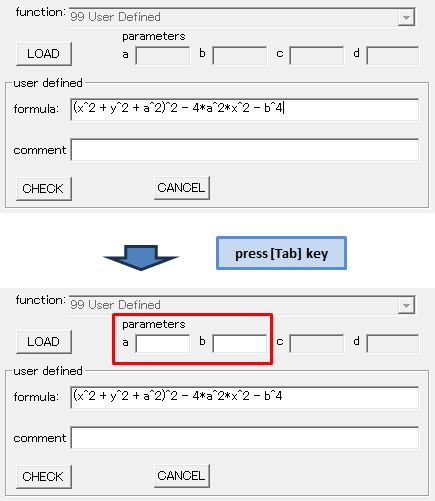 function: 99 User Defined
parameters
LOAD a b c d
user defined
formula: (x^2 + y^2 + a^2)^2 - 4*a^2*x^2 - b^4
comment
CHECK CANCEL
press [Tab] key
function: 99 User Defined
parameters
LOAD a b c d
user defined
formula: (x^2 + y^2 + a^2)^2 - 4*a^2*x^2 - b^4
comment
CHECK CANCEL